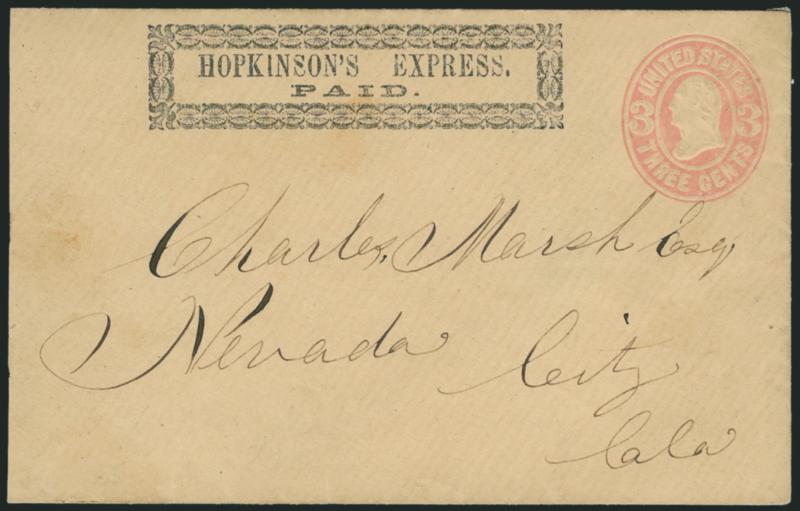 HOPKINSON'S EXPRESS.
PAID.
UNITED STATES
3 3
THREE CENTS
Charles Marsh Esq
Nevada City
Cala